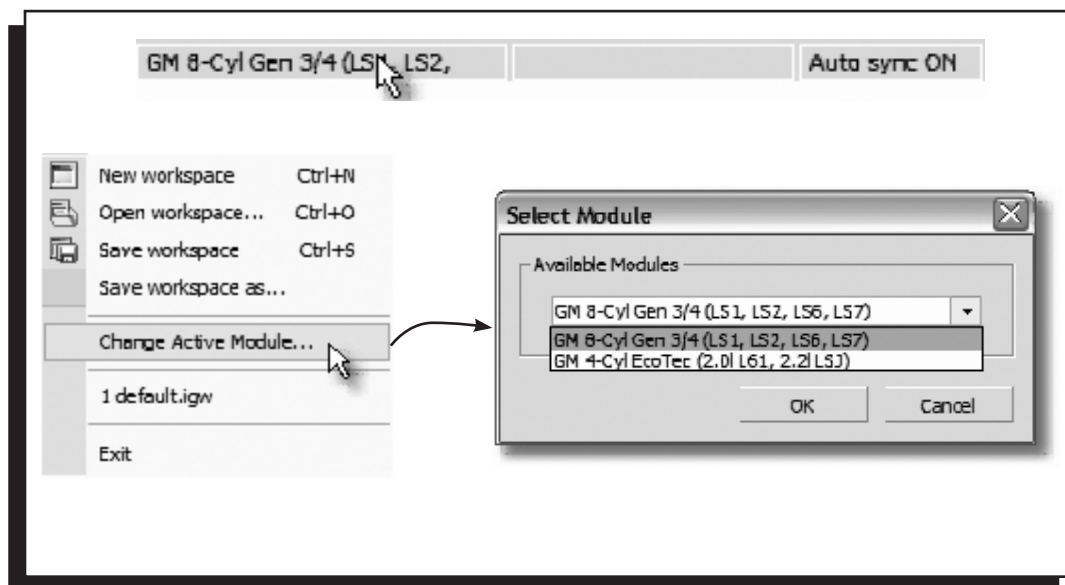 GM 8-Cyl Gen 3/4 (LS1, LS2,
Auto sync ON
New workspace Ctrl+N
Open workspace... Ctrl+O
Save workspace Ctrl+S
Save workspace as...
Change Active Module...
1 default.igw
Exit
Select Module
Available Modules
GM 8-Cyl Gen 3/4 (LS1, LS2, LS6, LS7)
GM 8-Cyl Gen 3/4 (LS1, LS2, LS6, LS7)
GM 4-Cyl EcoTec (2.0l L61, 2.2l LSJ)
OK Cancel